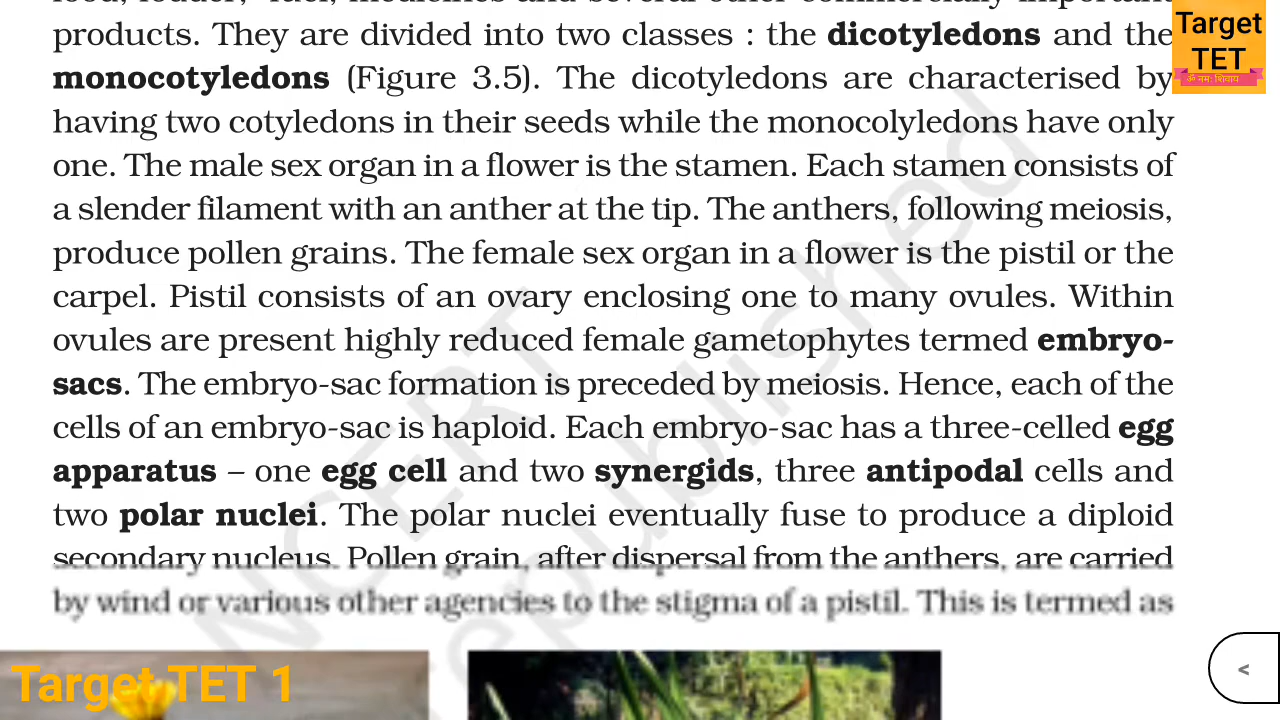 products. They are divided into two classes : the dicotyledons and the
monocotyledons (Figure 3.5). The dicotyledons are characterised by
having two cotyledons in their seeds while the monocolyledons have only
one. The male sex organ in a flower is the stamen. Each stamen consists of
a slender filament with an anther at the tip. The anthers, following meiosis,
produce pollen grains. The female sex organ in a flower is the pistil or the
carpel. Pistil consists of an ovary enclosing one to many ovules. Within
ovules are present highly reduced female gametophytes termed embryo-
sacs. The embryo-sac formation is preceded by meiosis. Hence, each of the
cells of an embryo-sac is haploid. Each embryo-sac has a three-celled egg
apparatus – one egg cell and two synergids, three antipodal cells and
two polar nuclei. The polar nuclei eventually fuse to produce a diploid
secondary nucleus. Pollen grain, after dispersal from the anthers, are carried
by wind or various other agencies to the stigma of a pistil. This is termed as
Target
TET
ॐ नमः शिवाय
NCERT
republished
Target TET 1
<